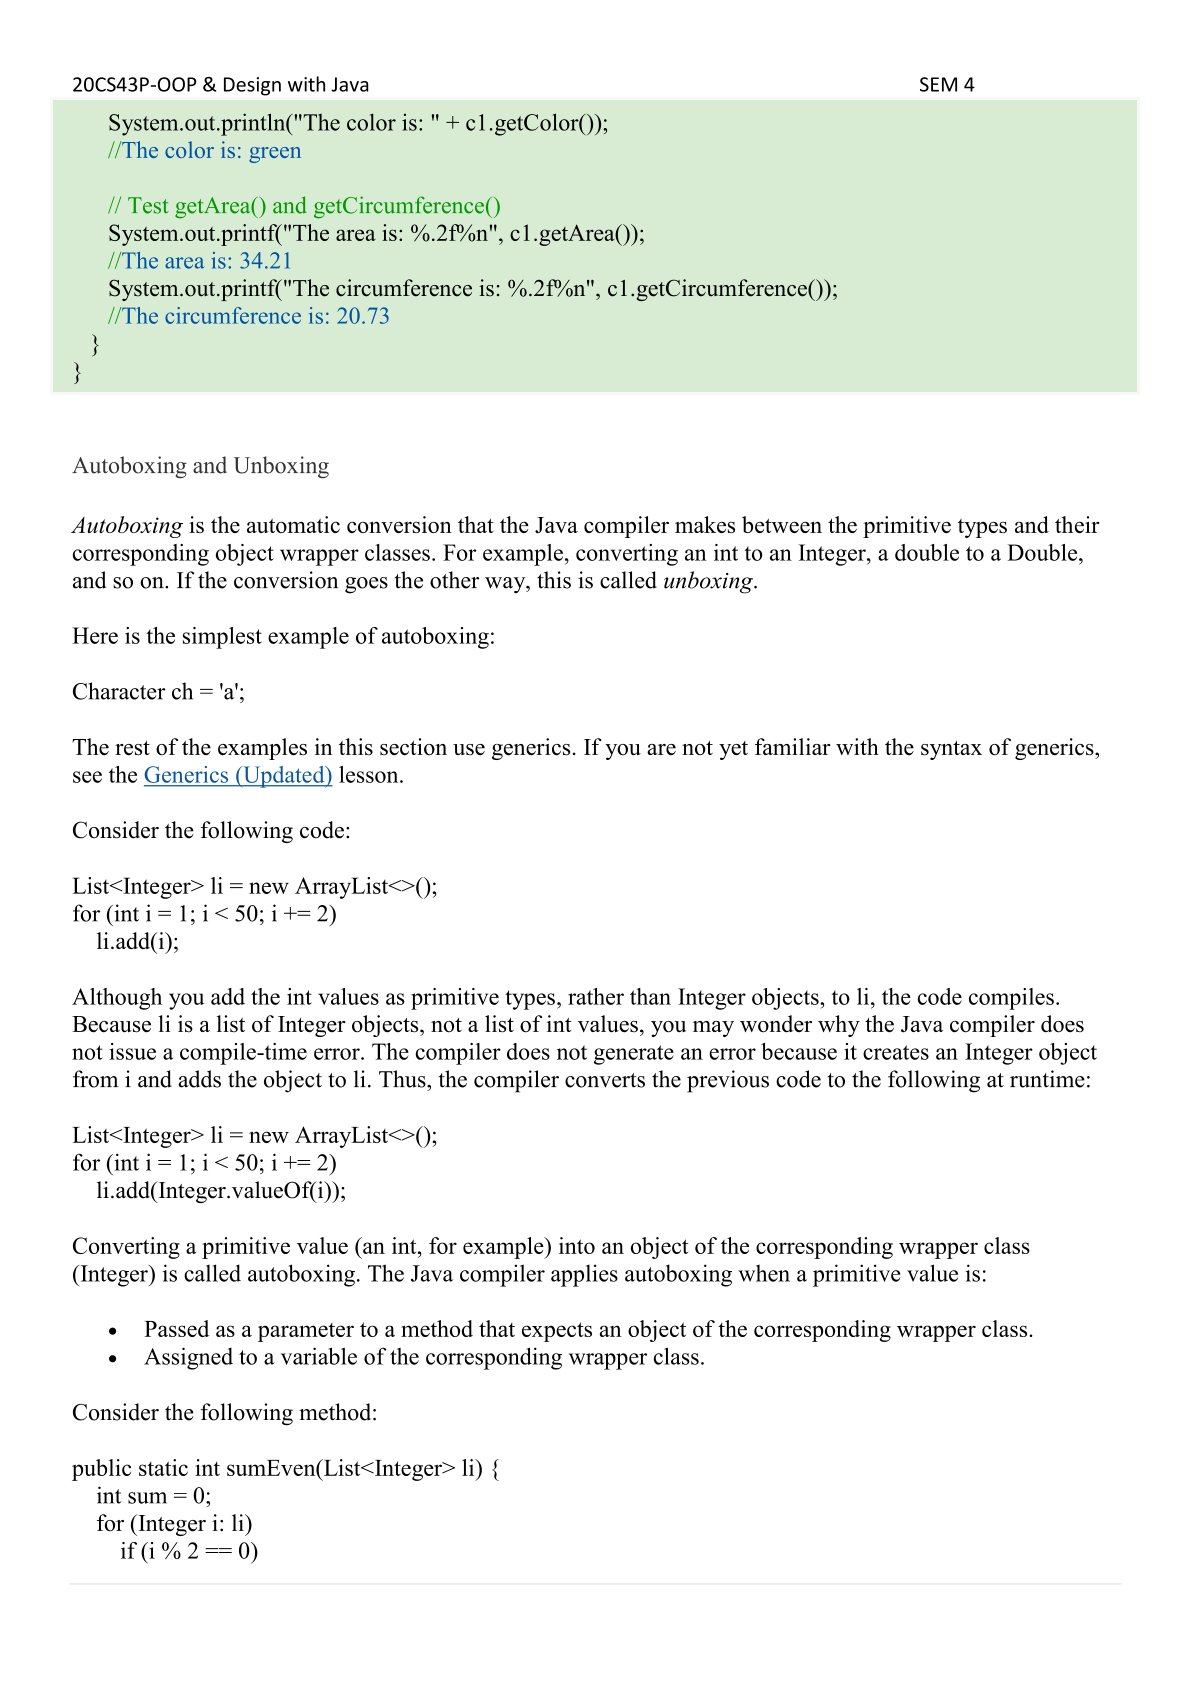 20CS43P-OOP & Design with Java SEM 4
System.out.println("The color is: " + c1.getColor());
//The color is: green
// Test getArea() and getCircumference()
System.out.printf("The area is: %.2f%n", c1.getArea());
//The area is: 34.21
System.out.printf("The circumference is: %.2f%n", c1.getCircumference());
//The circumference is: 20.73
}
}
Autoboxing and Unboxing
Autoboxing is the automatic conversion that the Java compiler makes between the primitive types and their
corresponding object wrapper classes. For example, converting an int to an Integer, a double to a Double,
and so on. If the conversion goes the other way, this is called unboxing.
Here is the simplest example of autoboxing:
Character ch = 'a';
The rest of the examples in this section use generics. If you are not yet familiar with the syntax of generics,
see the Generics (Updated) lesson.
Consider the following code:
List<Integer> li = new ArrayList<>();
for (int i = 1; i < 50; i += 2)
li.add(i);
Although you add the int values as primitive types, rather than Integer objects, to li, the code compiles.
Because li is a list of Integer objects, not a list of int values, you may wonder why the Java compiler does
not issue a compile-time error. The compiler does not generate an error because it creates an Integer object
from i and adds the object to li. Thus, the compiler converts the previous code to the following at runtime:
List<Integer> li = new ArrayList<>();
for (int i = 1; i < 50; i += 2)
li.add(Integer.valueOf(i));
Converting a primitive value (an int, for example) into an object of the corresponding wrapper class
(Integer) is called autoboxing. The Java compiler applies autoboxing when a primitive value is:
• Passed as a parameter to a method that expects an object of the corresponding wrapper class.
• Assigned to a variable of the corresponding wrapper class.
Consider the following method:
public static int sumEven(List<Integer> li) {
int sum = 0;
for (Integer i: li)
if (i % 2 == 0)